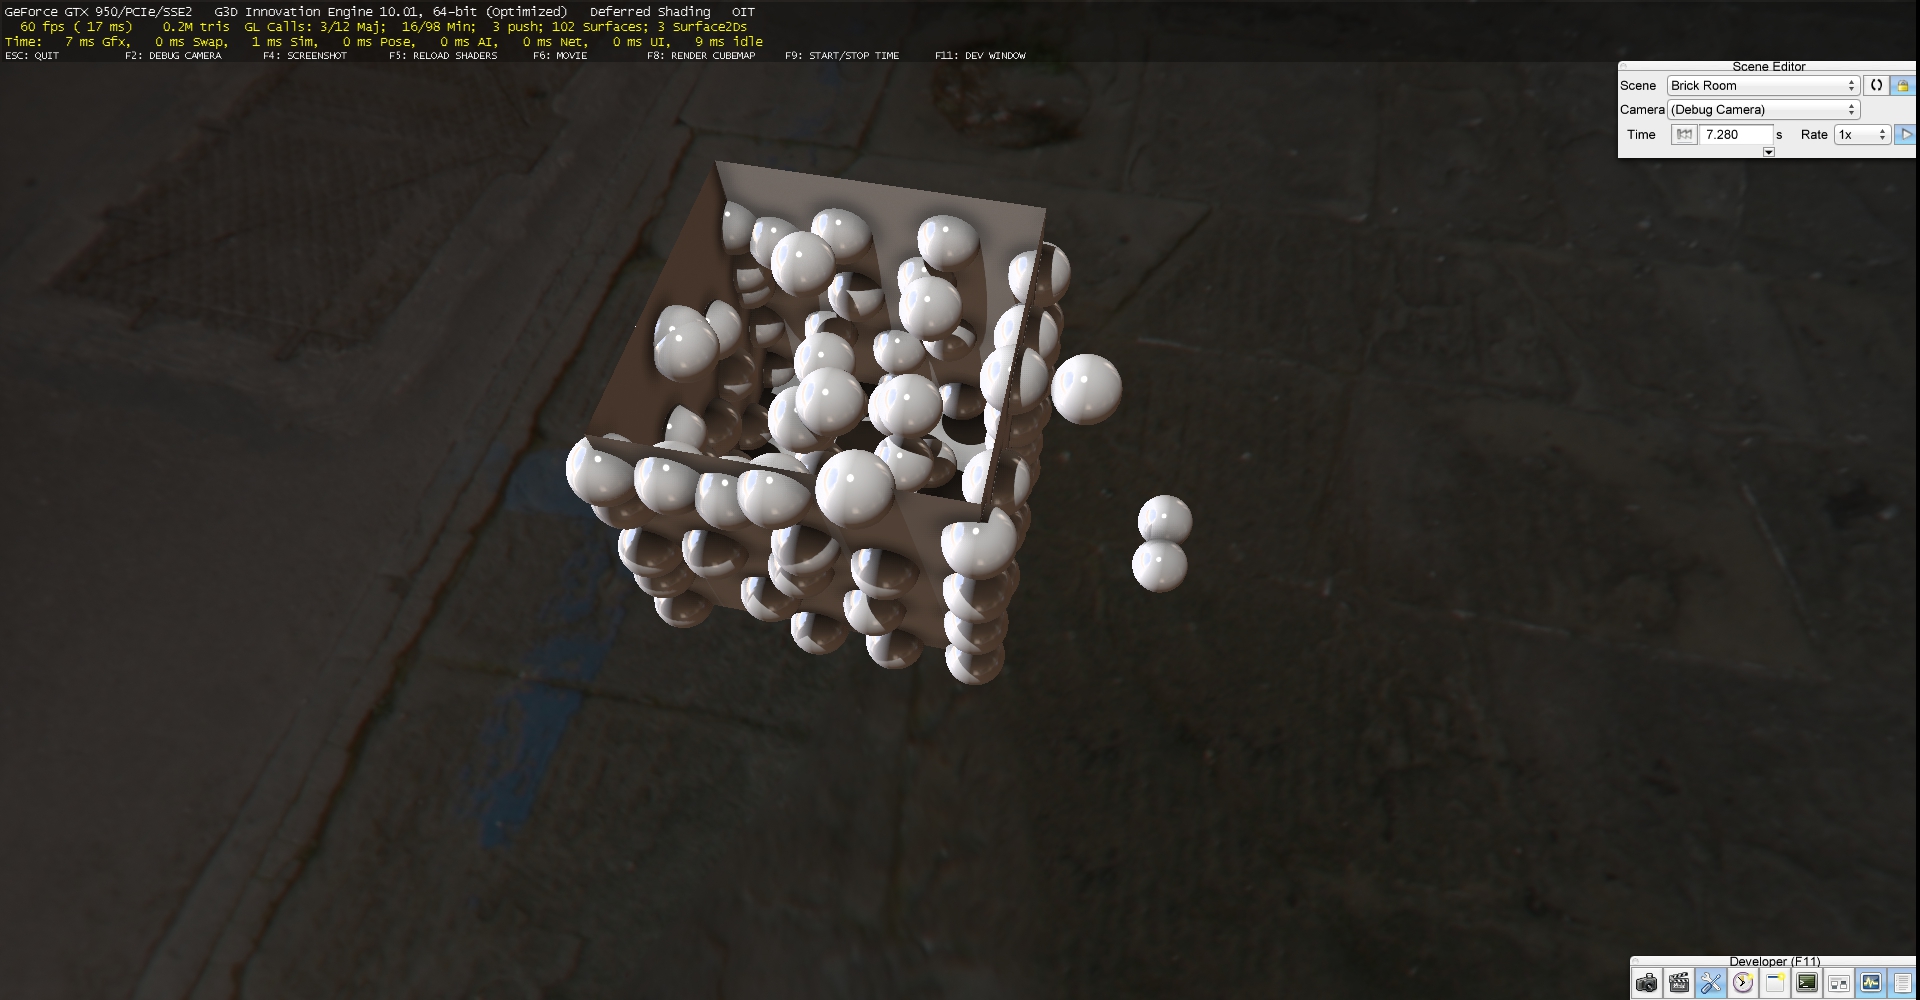 GeForce GTX 950/PCIe/SSE2 G3D Innovation Engine 10.01, 64-bit (Optimized) Deferred Shading OIT
60 fps ( 17 ms) 0.2M tris GL Calls: 3/12 Maj; 16/98 Min; 3 push; 102 Surfaces; 3 Surface2Ds
Time: 7 ms Gfx, 0 ms Swap, 1 ms Sim, 0 ms Pose, 0 ms AI, 0 ms Net, 0 ms UI, 9 ms idle
ESC: QUIT F2: DEBUG CAMERA F4: SCREENSHOT F5: RELOAD SHADERS F6: MOVIE F8: RENDER CUBEMAP F9: START/STOP TIME F11: DEV WINDOW
Scene Editor
Scene Brick Room
Camera (Debug Camera)
Time 7.280 s Rate 1x
Developer (F11)